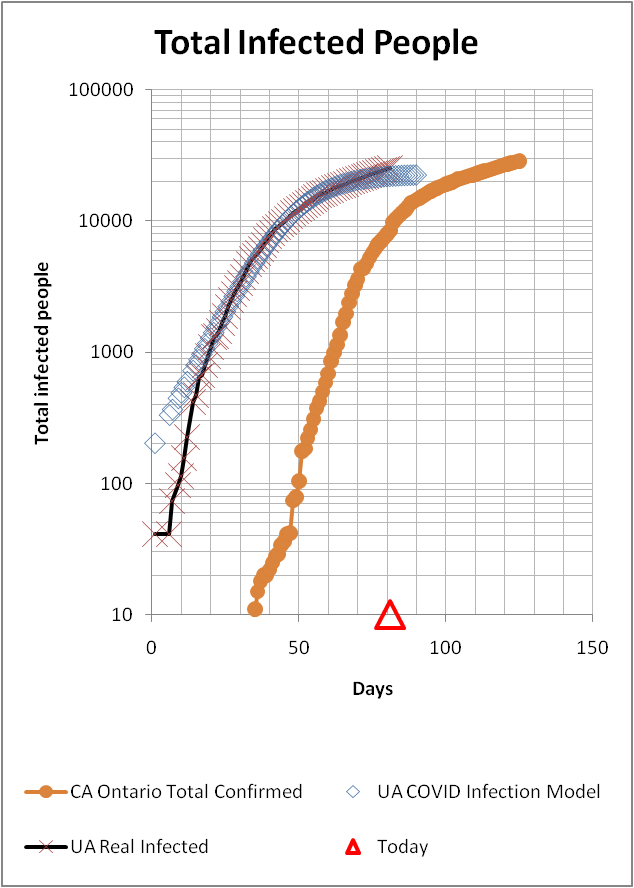 Total Infected People
100000
10000
1000
100
10
Total infected people
0 50 100 150
Days
CA Ontario Total Confirmed
UA COVID Infection Model
UA Real Infected
Today